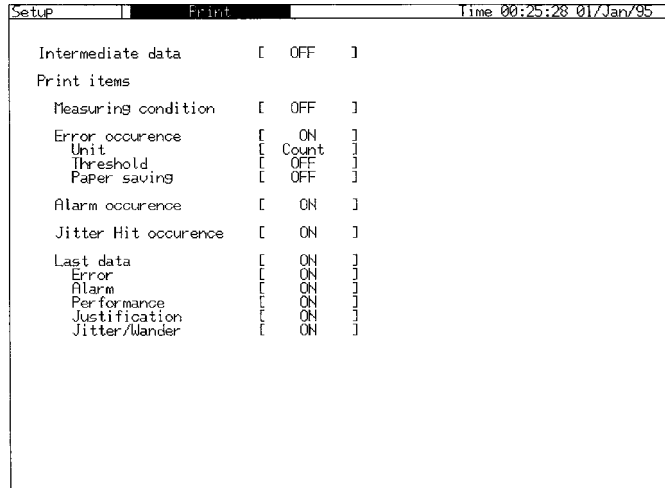 Setup Print Time 00:25:28 01/Jan/95
Intermediate data [ OFF ]
Print items
Measuring condition [ OFF ]
Error occurence [ ON ]
Unit [ Count ]
Threshold [ OFF ]
Paper saving [ OFF ]
Alarm occurence [ ON ]
Jitter Hit occurence [ ON ]
Last data [ ON ]
Error [ ON ]
Alarm [ ON ]
Performance [ ON ]
Justification [ ON ]
Jitter/Wander [ ON ]